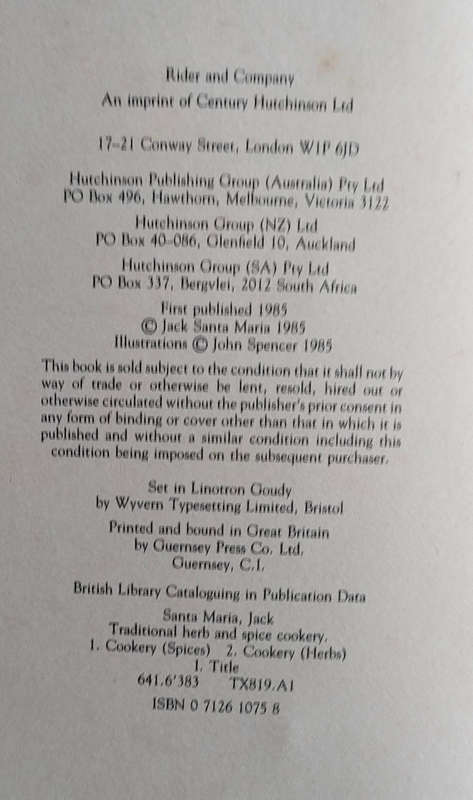 Rider and Company
An imprint of Century Hutchinson Ltd
17–21 Conway Street, London W1P 6JD
Hutchinson Publishing Group (Australia) Pty Ltd
PO Box 496, Hawthorn, Melbourne, Victoria 3122
Hutchinson Group (NZ) Ltd
PO Box 40–086, Glenfield 10, Auckland
Hutchinson Group (SA) Pty Ltd
PO Box 337, Bergvlei, 2012 South Africa
First published 1985
© Jack Santa Maria 1985
Illustrations © John Spencer 1985
This book is sold subject to the condition that it shall not by
way of trade or otherwise be lent, resold, hired out or
otherwise circulated without the publisher's prior consent in
any form of binding or cover other than that in which it is
published and without a similar condition including this
condition being imposed on the subsequent purchaser.
Set in Linotron Goudy
by Wyvern Typesetting Limited, Bristol
Printed and bound in Great Britain
by Guernsey Press Co. Ltd.
Guernsey, C.I.
British Library Cataloguing in Publication Data
Santa Maria, Jack
Traditional herb and spice cookery.
1. Cookery (Spices) 2. Cookery (Herbs)
I. Title
641.6'383 TX819.A1
ISBN 0 7126 1075 8